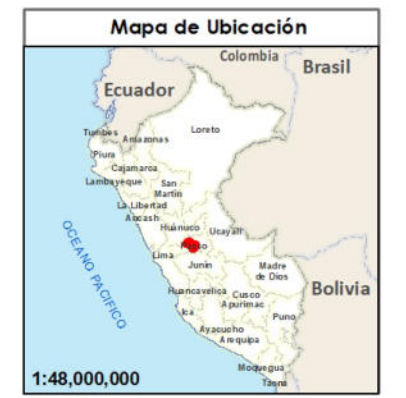 Mapa de Ubicación
Colombia
Brasil
Ecuador
Loreto
Tumbes
Amazonas
Piura
Cajamarca
Lambayeque
San
Martín
La Libertad
Ancash
Huánuco
Ucayali
Lima
Junín
Madre
de Dios
OCEANO PACIFICO
Huancavelica
Cusco
Apurimac
Bolivia
Ica
Puno
Ayacucho
Arequipa
Moquegua
Tacna
1:48,000,000